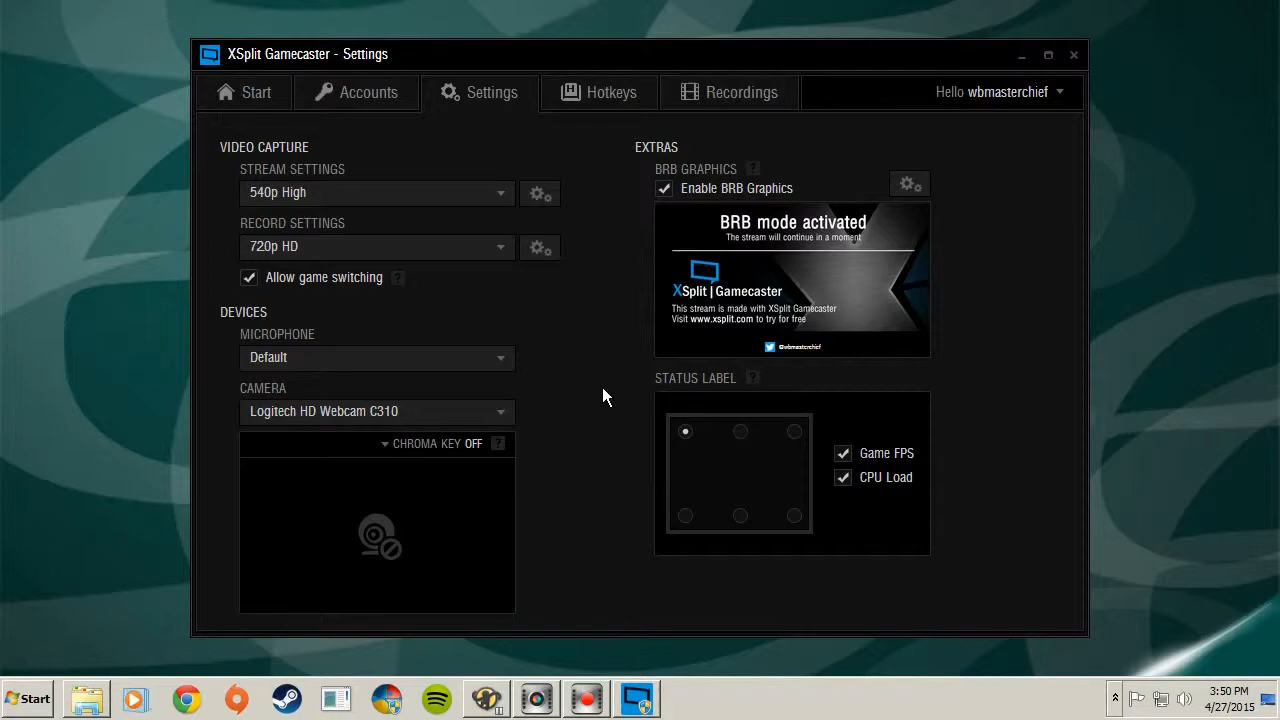 XSplit Gamecaster - Settings
Start
Accounts
Settings
Hotkeys
Recordings
Hello wbmasterchief
VIDEO CAPTURE
STREAM SETTINGS
540p High
RECORD SETTINGS
720p HD
Allow game switching ?
DEVICES
MICROPHONE
Default
CAMERA
Logitech HD Webcam C310
CHROMA KEY OFF ?
EXTRAS
BRB GRAPHICS ?
Enable BRB Graphics
BRB mode activated
The stream will continue in a moment
XSplit | Gamecaster
This stream is made with XSplit Gamecaster
Visit www.xsplit.com to try for free
@wbmasterchief
STATUS LABEL ?
Game FPS
CPU Load
Start
3:50 PM
4/27/2015